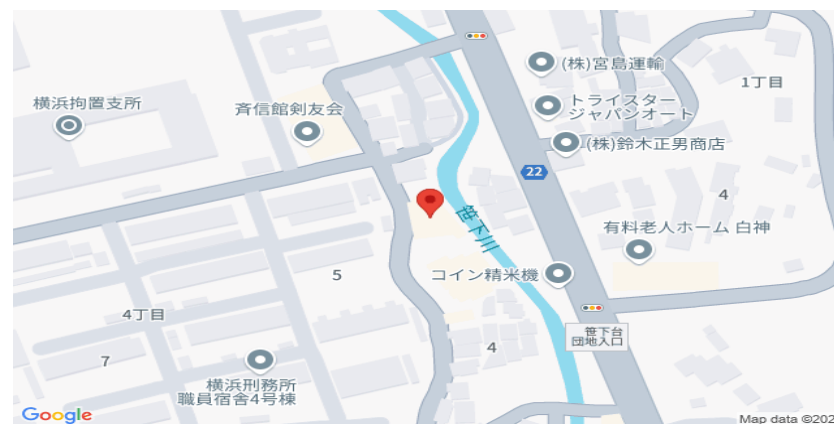 (株)宮島運輸
1丁目
横浜拘置支所
斉信館剣友会
トライスター
ジャパンオート
(株)鈴木正男商店
22
4
笹下川
有料老人ホーム 白神
5
コイン精米機
4丁目
笹下台
団地入口
7
4
横浜刑務所
職員宿舎4号棟
Google
Map data ©202